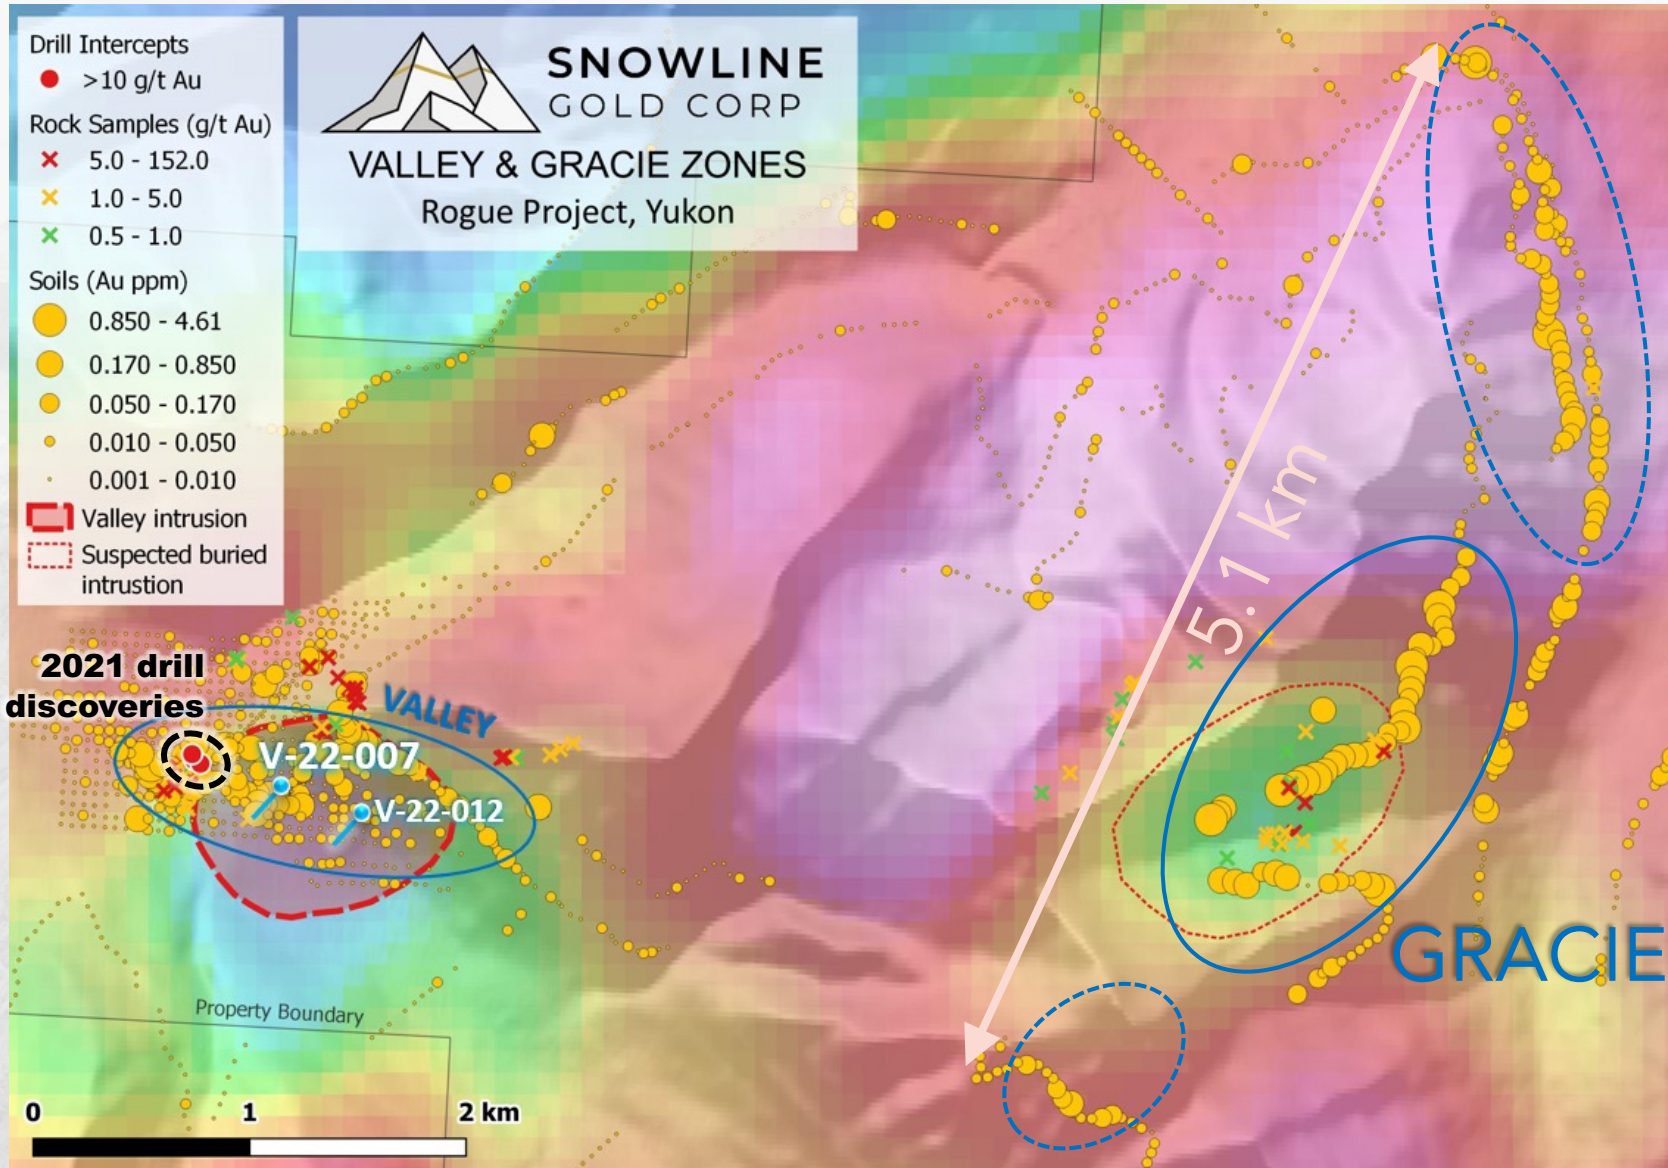 Drill Intercepts
>10 g/t Au
Rock Samples (g/t Au)
5.0 - 152.0
1.0 - 5.0
0.5 - 1.0
Soils (Au ppm)
0.850 - 4.61
0.170 - 0.850
0.050 - 0.170
0.010 - 0.050
0.001 - 0.010
Valley intrusion
Suspected buried
intrustion
SNOWLINE
GOLD CORP
VALLEY & GRACIE ZONES
Rogue Project, Yukon
5.1 km
2021 drill
discoveries
VALLEY
V-22-007
V-22-012
GRACIE
Property Boundary
0 1 2 km